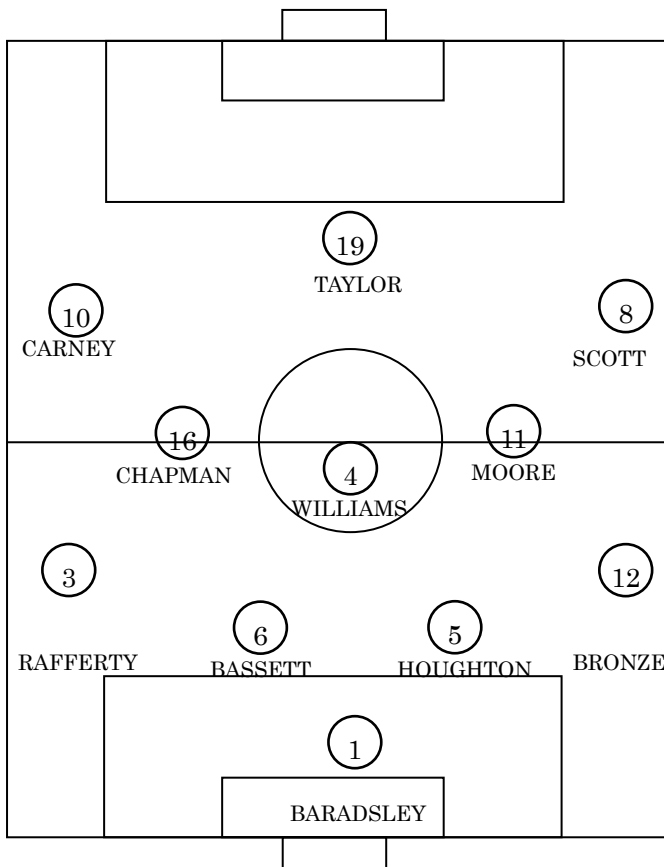 19
TAYLOR
10
8
CARNEY
SCOTT
16
11
CHAPMAN
MOORE
4
WILLIAMS
3
12
6
5
RAFFERTY
BASSETT
HOUGHTON
BRONZE
1
BARADSLEY